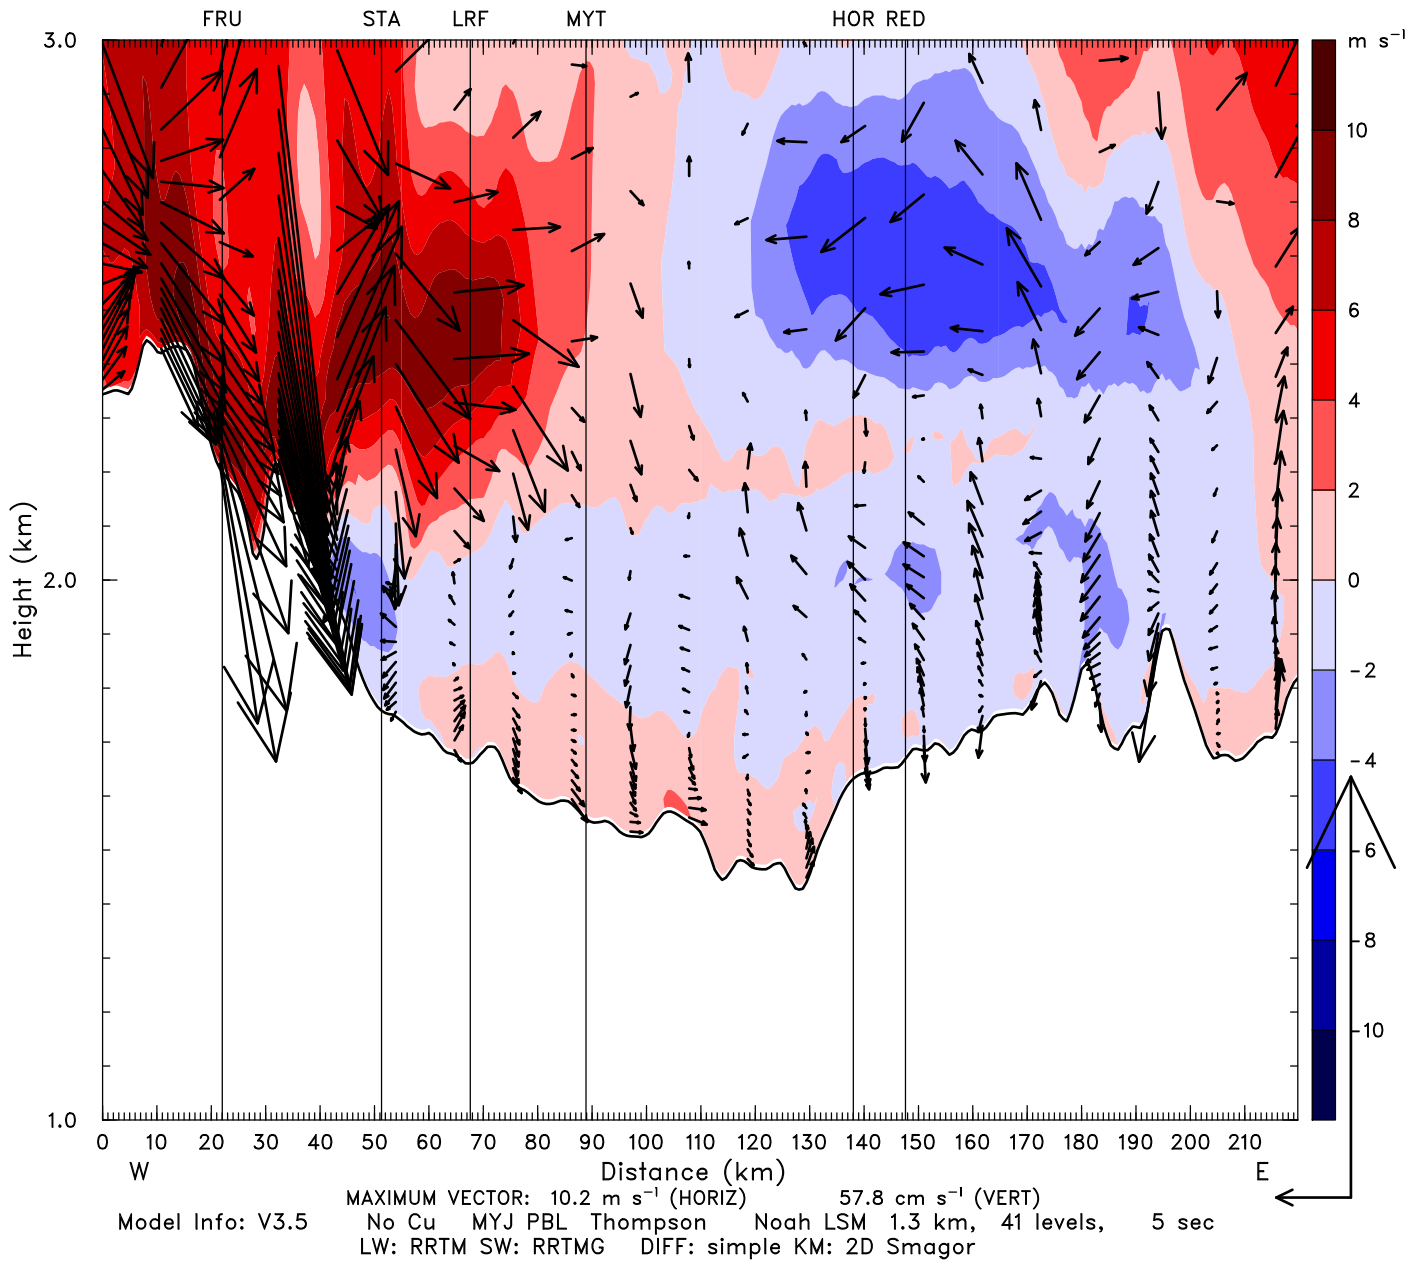 FRU STA LRF MYT HOR RED
3.0
m s⁻¹
10
8
6
4
2
2.0
0
Height (km)
-2
-4
-6
-8
-10
1.0
0 10 20 30 40 50 60 70 80 90 100 110 120 130 140 150 160 170 180 190 200 210
W Distance (km) E
MAXIMUM VECTOR: 10.2 m s⁻¹ (HORIZ) 57.8 cm s⁻¹ (VERT)
Model Info: V3.5 No Cu MYJ PBL Thompson Noah LSM 1.3 km, 41 levels, 5 sec
LW: RRTM SW: RRTMG DIFF: simple KM: 2D Smagor